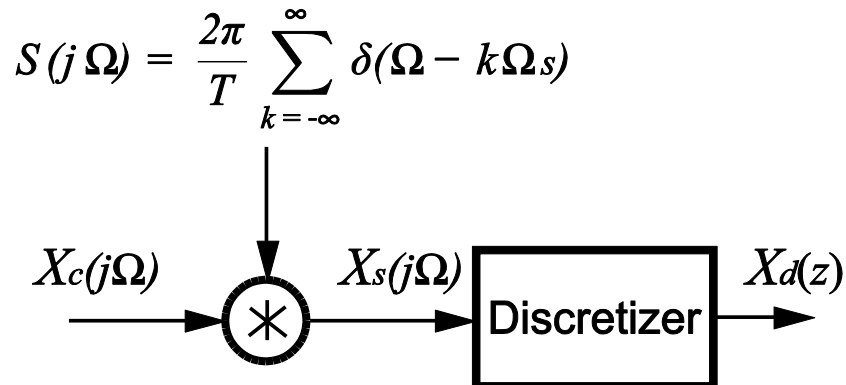 S(jΩ) = 2π/T ∑ k=-∞ ∞ δ(Ω − kΩs)
Xc(jΩ)
*
Xs(jΩ)
Discretizer
Xd(z)